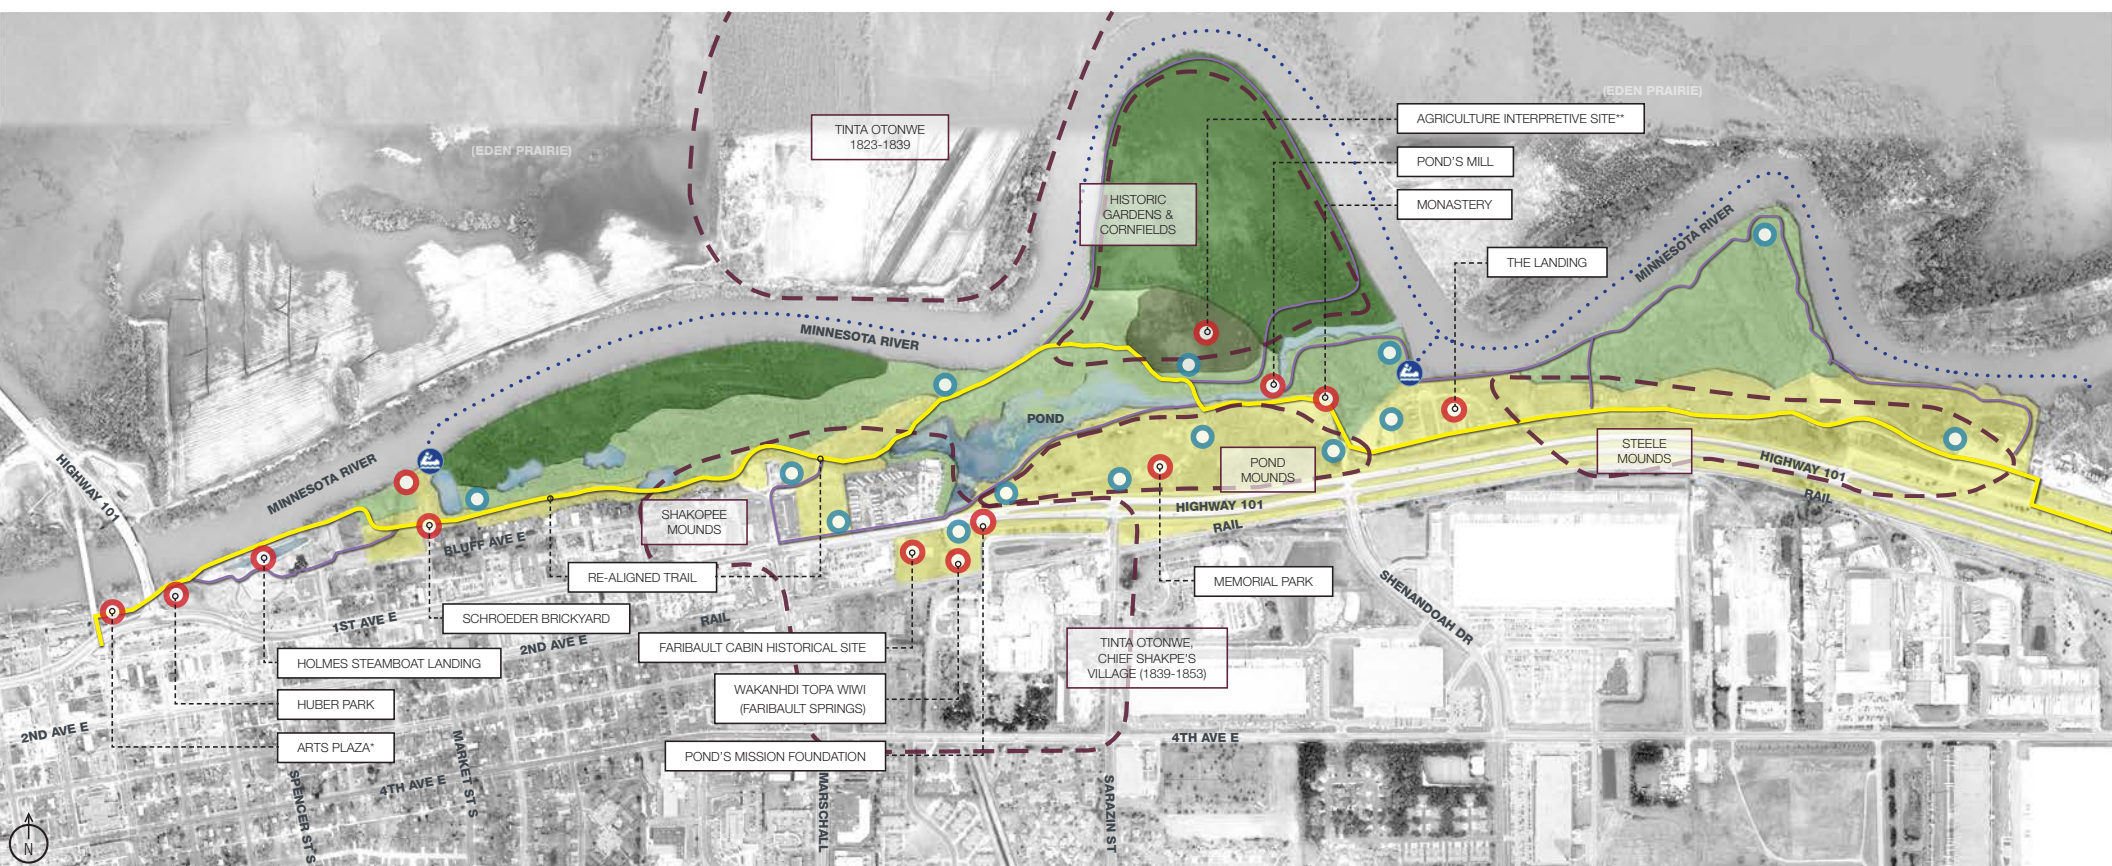 (EDEN PRAIRIE)
(EDEN PRAIRIE)
TINTA OTONWE
1823-1839
AGRICULTURE INTERPRETIVE SITE**
POND'S MILL
MONASTERY
HISTORIC
GARDENS &
CORNFIELDS
THE LANDING
MINNESOTA RIVER
MINNESOTA RIVER
MINNESOTA RIVER
POND
HIGHWAY 101
STEELE
MOUNDS
POND
MOUNDS
HIGHWAY 101
RAIL
HIGHWAY 101
RAIL
SHAKOPEE
MOUNDS
BLUFF AVE E
RE-ALIGNED TRAIL
MEMORIAL PARK
SHENANDOAH DR
SCHROEDER BRICKYARD
1ST AVE E
2ND AVE E
RAIL
FARIBAULT CABIN HISTORICAL SITE
TINTA OTONWE,
CHIEF SHAKPE'S
VILLAGE (1839-1853)
HOLMES STEAMBOAT LANDING
WAKANHDI TOPA WIWI
(FARIBAULT SPRINGS)
HUBER PARK
2ND AVE E
ARTS PLAZA*
POND'S MISSION FOUNDATION
4TH AVE E
MARKET ST S
4TH AVE E
SPENCER ST S
MARSCHALL
SARAZIN ST
N